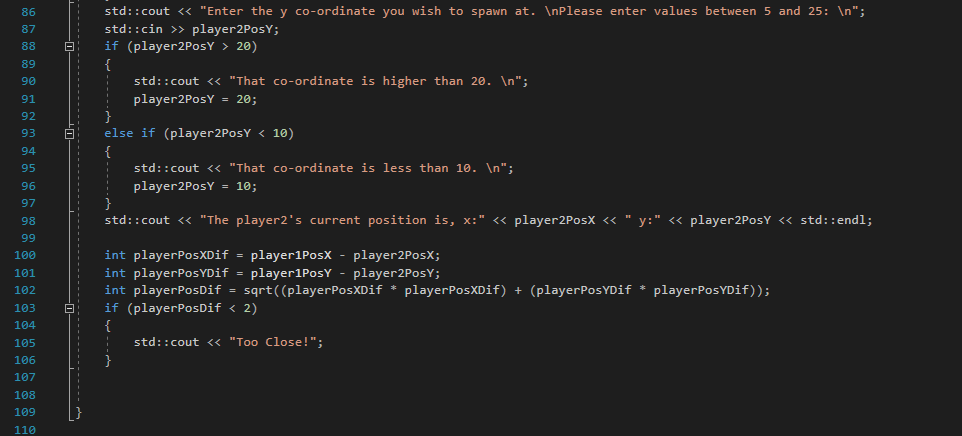 86 std::cout << "Enter the y co-ordinate you wish to spawn at. \nPlease enter values between 5 and 25: \n";
87 std::cin >> player2PosY;
88 if (player2PosY > 20)
89 {
90 std::cout << "That co-ordinate is higher than 20. \n";
91 player2PosY = 20;
92 }
93 else if (player2PosY < 10)
94 {
95 std::cout << "That co-ordinate is less than 10. \n";
96 player2PosY = 10;
97 }
98 std::cout << "The player2's current position is, x:" << player2PosX << " y:" << player2PosY << std::endl;
99
100 int playerPosXDif = player1PosX - player2PosX;
101 int playerPosYDif = player1PosY - player2PosY;
102 int playerPosDif = sqrt((playerPosXDif * playerPosXDif) + (playerPosYDif * playerPosYDif));
103 if (playerPosDif < 2)
104 {
105 std::cout << "Too Close!";
106 }
107
108
109 }
110